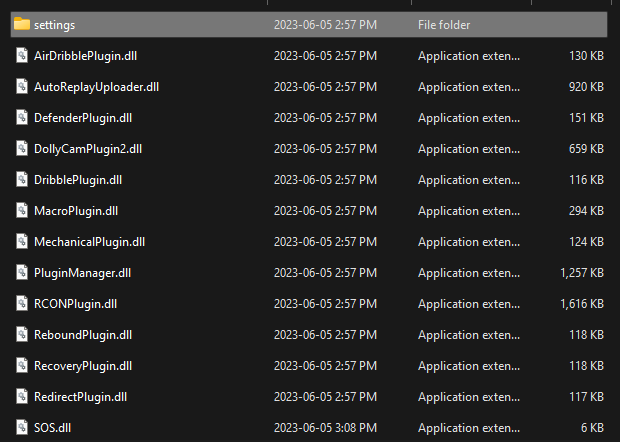 settings 2023-06-05 2:57 PM File folder
AirDribblePlugin.dll 2023-06-05 2:57 PM Application exten... 130 KB
AutoReplayUploader.dll 2023-06-05 2:57 PM Application exten... 920 KB
DefenderPlugin.dll 2023-06-05 2:57 PM Application exten... 151 KB
DollyCamPlugin2.dll 2023-06-05 2:57 PM Application exten... 659 KB
DribblePlugin.dll 2023-06-05 2:57 PM Application exten... 116 KB
MacroPlugin.dll 2023-06-05 2:57 PM Application exten... 294 KB
MechanicalPlugin.dll 2023-06-05 2:57 PM Application exten... 124 KB
PluginManager.dll 2023-06-05 2:57 PM Application exten... 1,257 KB
RCONPlugin.dll 2023-06-05 2:57 PM Application exten... 1,616 KB
ReboundPlugin.dll 2023-06-05 2:57 PM Application exten... 118 KB
RecoveryPlugin.dll 2023-06-05 2:57 PM Application exten... 118 KB
RedirectPlugin.dll 2023-06-05 2:57 PM Application exten... 117 KB
SOS.dll 2023-06-05 3:08 PM Application exten... 6 KB